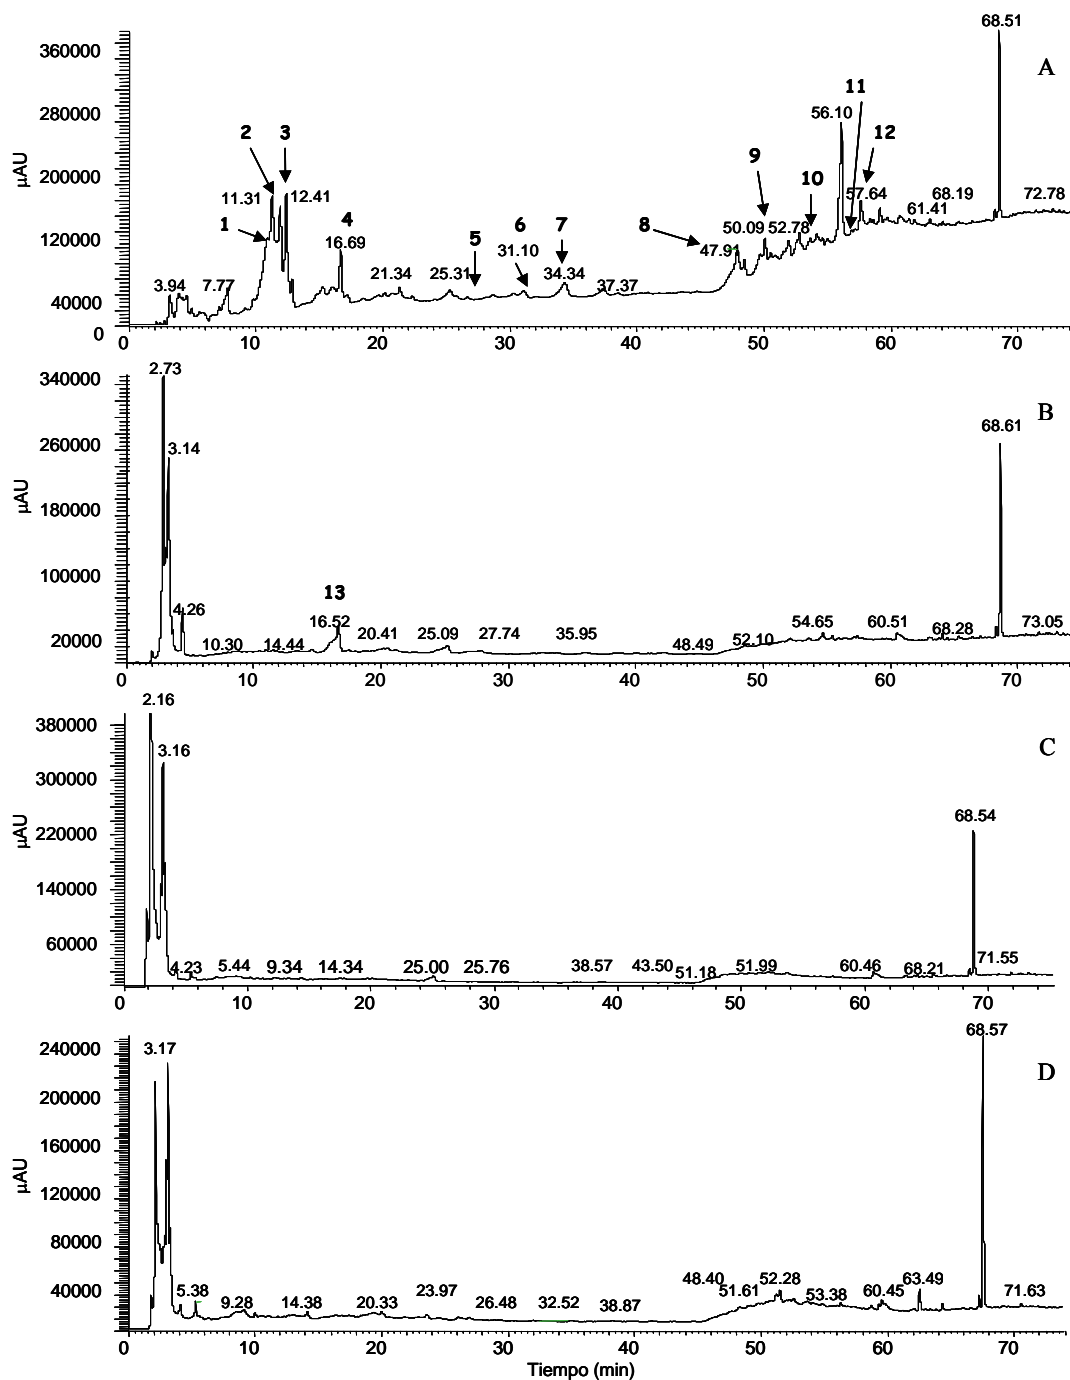 68.51
360000
A
11
56.10
280000
2 3 12
µAU
9
200000
10
11.31 12.41 57.64 68.19 72.78
61.41
1 4 6 7 8 50.09 52.78
120000
16.69 5 31.10 47.91
21.34 25.31 34.34
3.94 7.77 37.37
40000
0
0 10 20 30 40 50 60 70
2.73
340000
B
68.61
3.14
260000
µAU
180000
100000
13
4.26 16.52
20.41 25.09 27.74 35.95 54.65 60.51 73.05
20000 10.30 14.44 48.49 52.10 68.28
0 10 20 30 40 50 60 70
2.16
380000
3.16 C
300000
µAU
68.54
220000
140000
60000
4.23 5.44 9.34 14.34 25.00 25.76 38.57 43.50 51.18 51.99 60.46 68.21 71.55
0 10 20 30 40 50 60 70
3.17 68.57
240000
D
200000
µAU
160000
120000
80000
40000 5.38 48.40 52.28 63.49
9.28 14.38 20.33 23.97 26.48 32.52 38.87 51.61 53.38 60.45 71.63
0
0 10 20 30 40 50 60 70
Tiempo (min)